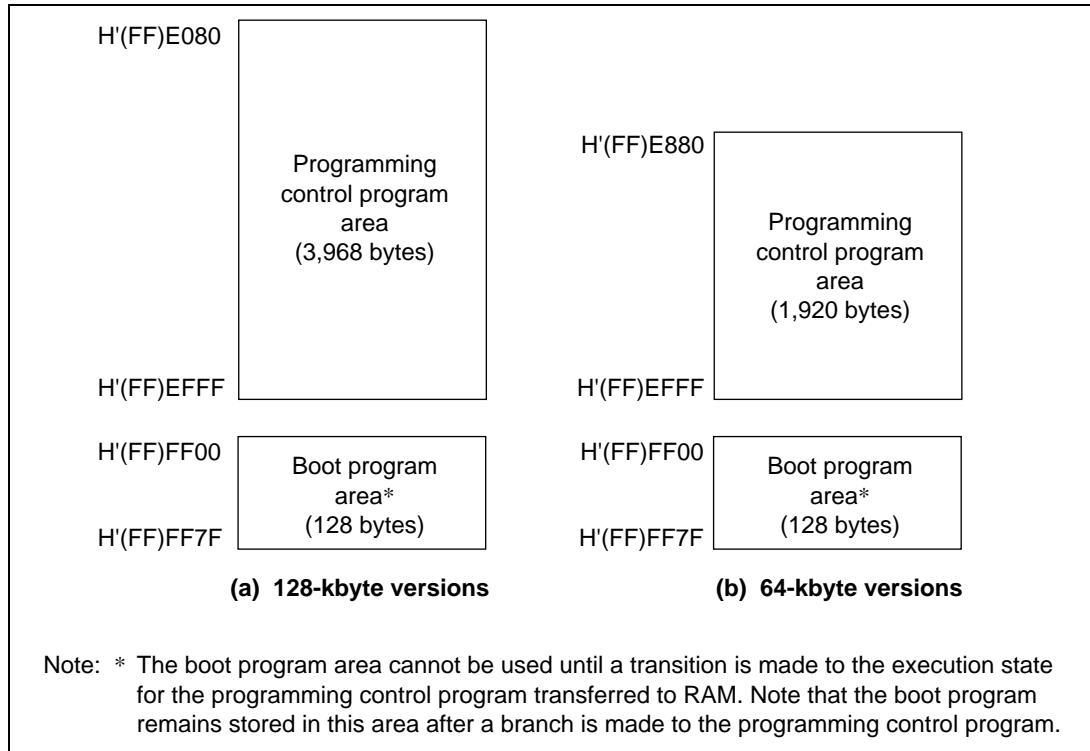 H'(FF)E080
Programming
control program
area
(3,968 bytes)
H'(FF)EFFF
H'(FF)FF00
Boot program
area*
(128 bytes)
H'(FF)FF7F
(a) 128-kbyte versions
H'(FF)E880
Programming
control program
area
(1,920 bytes)
H'(FF)EFFF
H'(FF)FF00
Boot program
area*
(128 bytes)
H'(FF)FF7F
(b) 64-kbyte versions
Note: * The boot program area cannot be used until a transition is made to the execution state
for the programming control program transferred to RAM. Note that the boot program
remains stored in this area after a branch is made to the programming control program.